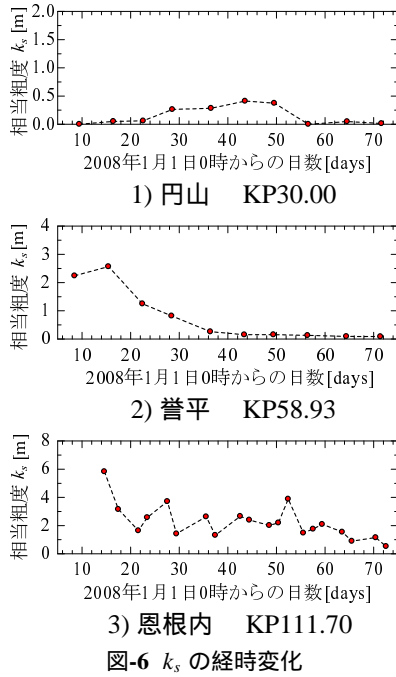 相当粗度 kₛ [m]
2.0
1.5
1.0
0.5
0.0
10 20 30 40 50 60 70
2008年1月1日0時からの日数[days]
1) 円山 KP30.00
相当粗度 kₛ [m]
4
3
2
1
0
10 20 30 40 50 60 70
2008年1月1日0時からの日数[days]
2) 誉平 KP58.93
相当粗度 kₛ [m]
8
6
4
2
0
10 20 30 40 50 60 70
2008年1月1日0時からの日数[days]
3) 恩根内 KP111.70
図-6 kₛ の経時変化